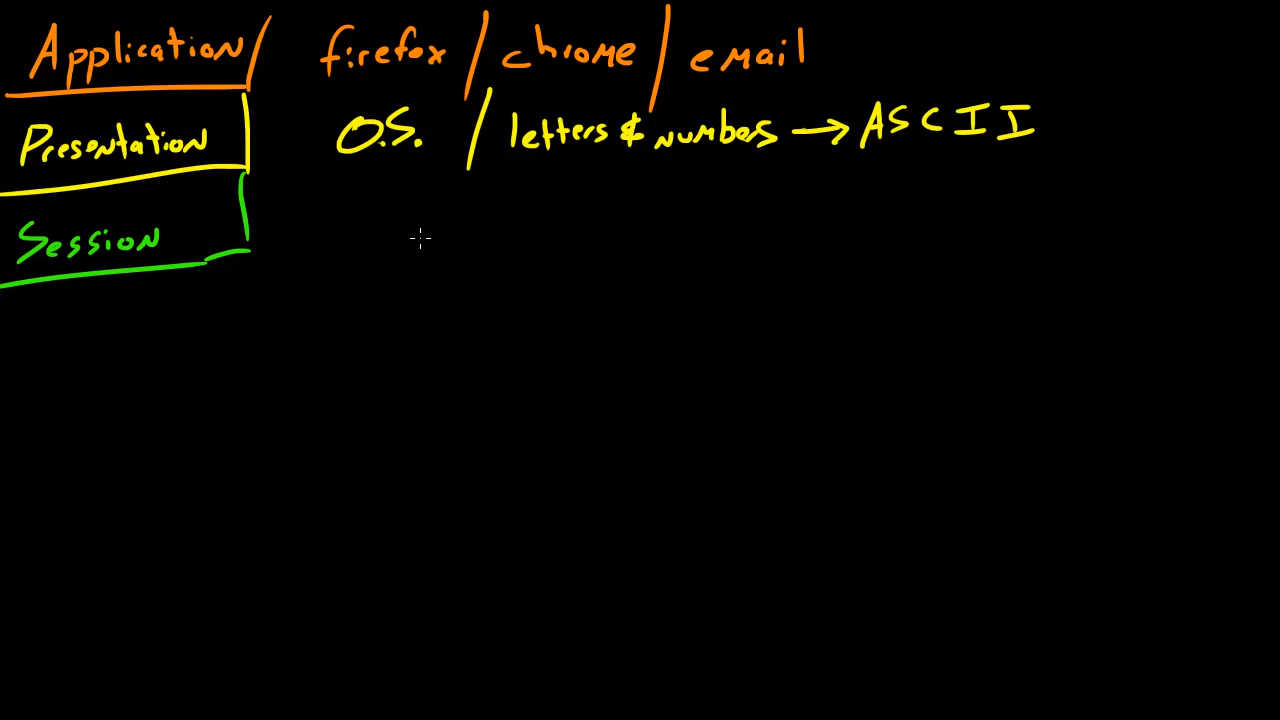 Application / firefox / chrome / email
Presentation O.S. / letters & numbers → ASCII
Session